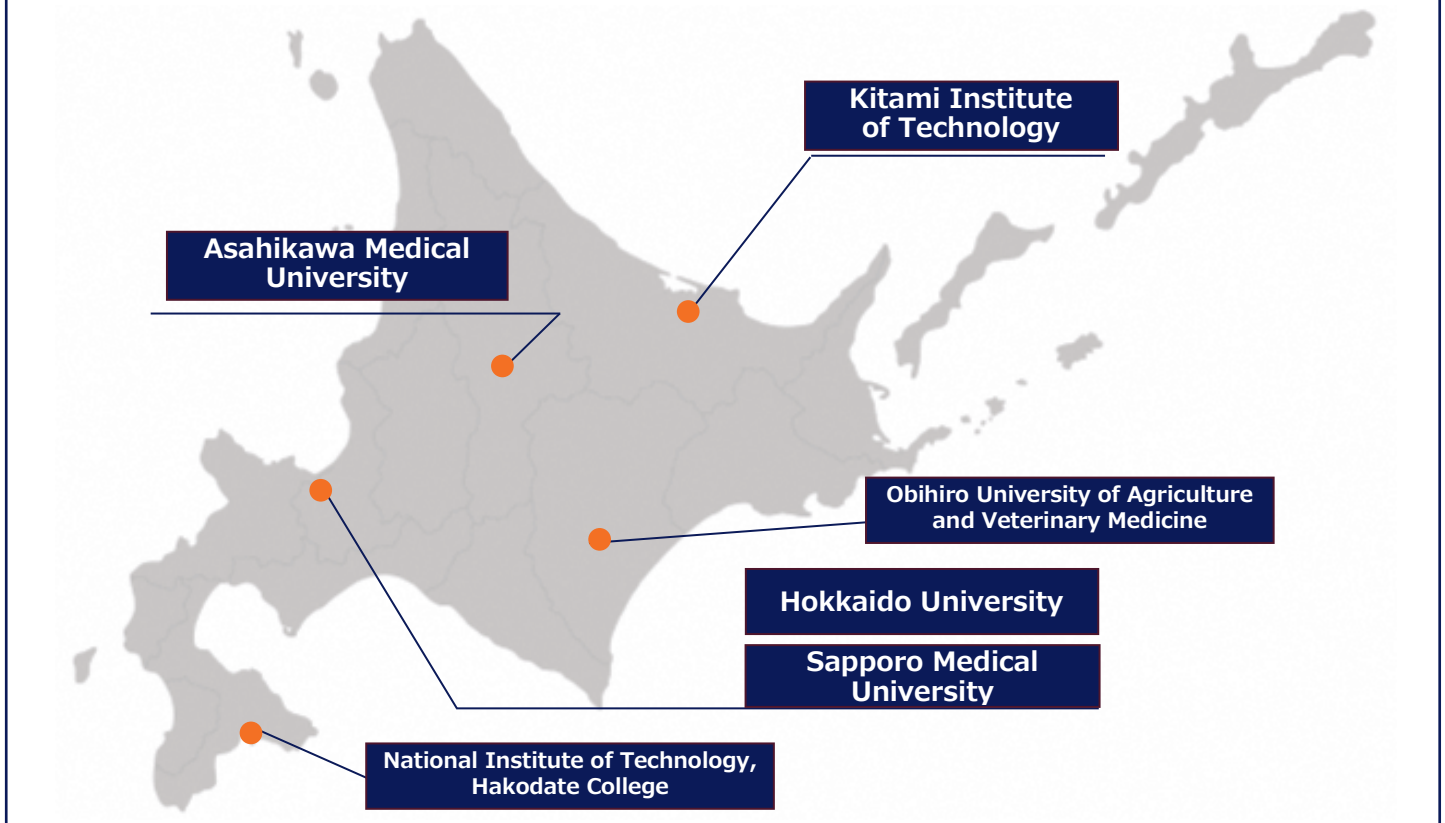 Kitami Institute
of Technology
Asahikawa Medical
University
Obihiro University of Agriculture
and Veterinary Medicine
Hokkaido University
Sapporo Medical
University
National Institute of Technology,
Hakodate College